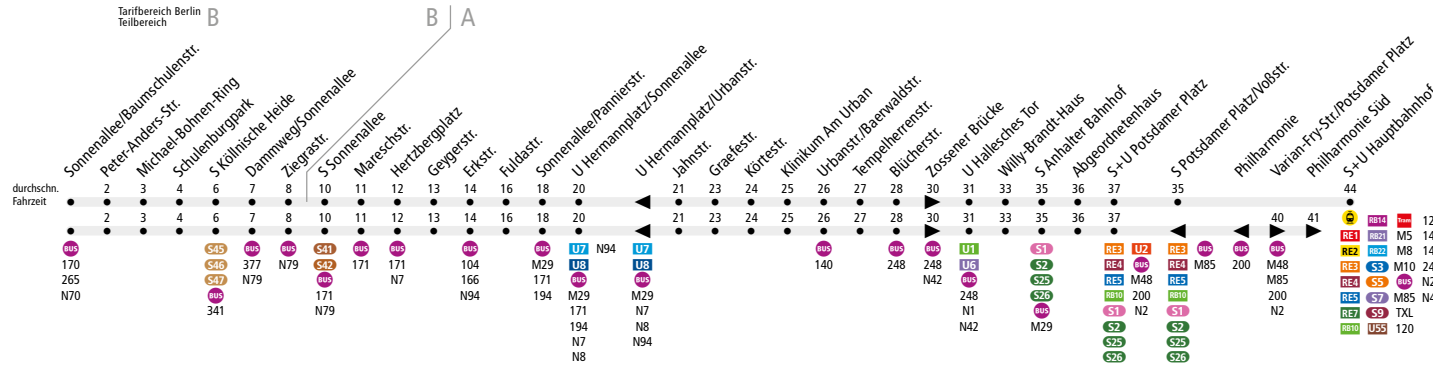 Tarifbereich Berlin
Teilbereich
B
B
A
Sonnenallee/Baumschulenstr.
Peter-Anders-Str.
Michael-Bohnen-Ring
Schulenburgpark
S Köllnische Heide
Dammweg/Sonnenallee
Ziegrastr.
S Sonnenallee
Mareschstr.
Hertzbergplatz
Geygerstr.
Erkstr.
Fuldastr.
Sonnenallee/Pannierstr.
U Hermannplatz/Sonnenallee
U Hermannplatz/Urbanstr.
Jahnstr.
Graefestr.
Körtestr.
Klinikum Am Urban
Urbanstr./Baerwaldstr.
Tempelherrenstr.
Blücherstr.
Zossener Brücke
U Hallesches Tor
Willy-Brandt-Haus
S Anhalter Bahnhof
Abgeordnetenhaus
S+U Potsdamer Platz
S Potsdamer Platz/Voßstr.
Philharmonie
Varian-Fry-Str./Potsdamer Platz
Philharmonie Süd
S+U Hauptbahnhof
durchschn.
Fahrzeit
2 3 4 6 7 8 10 11 12 13 14 16 18 20 21 23 24 25 26 27 28 30 31 33 35 36 37 35 44
2 3 4 6 7 8 10 11 12 13 14 16 18 20 21 23 24 25 26 27 28 30 31 33 35 36 37 40 41
BUS
170
265
N70
S45
S46
S47
BUS
341
BUS
377
N79
BUS
N79
S41
S42
BUS
171
N79
BUS
171
BUS
171
N7
BUS
104
166
N94
BUS
M29
171
194
U7 N94
U8
BUS
M29
171
194
N7
N8
U7
U8
BUS
M29
N7
N8
N94
BUS
140
BUS
248
BUS
248
N42
U1
U6
BUS
248
N1
N42
S1
S2
S25
S26
BUS
M29
RE3 U2
RE4 BUS
RE5 M48
RB10 200
S1 N2
S2
S25
S26
RE3
RE4
RE5
RB10
S1
S2
S25
S26
BUS
M85
BUS
200
BUS
M48
M85
200
N2
RB14 Tram 12
RE1 RB21 M5 14
RE2 RB22 M8 14
RE3 S3 M10 24
RE4 S5 BUS N2
RE5 S7 M85 N4
RE7 S9 TXL
RB10 U55 120